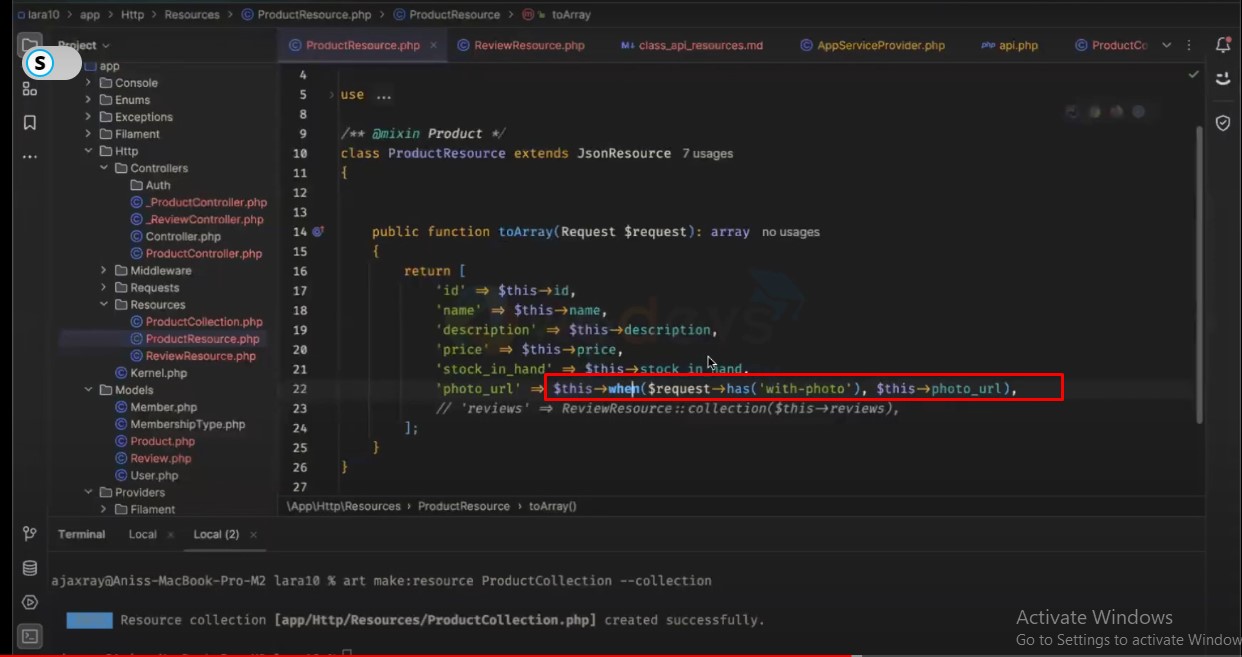 lara10 > app > Http > Resources > ProductResource.php > ProductResource > toArray
Project
ProductResource.php
ReviewResource.php
class_api_resources.md
AppServiceProvider.php
php api.php
ProductCo
S
app
Console
Enums
Exceptions
Filament
Http
Controllers
Auth
_ProductController.php
_ReviewController.php
Controller.php
ProductController.php
Middleware
Requests
Resources
ProductCollection.php
ProductResource.php
ReviewResource.php
Kernel.php
Models
Member.php
MembershipType.php
Product.php
Review.php
User.php
Providers
Filament
4
5 use ...
8
9 /** @mixin Product */
10 class ProductResource extends JsonResource 7 usages
11 {
12
13
14 public function toArray(Request $request): array no usages
15 {
16 return [
17 'id' ⇒ $this→id,
18 'name' ⇒ $this→name,
19 'description' ⇒ $this→description,
20 'price' ⇒ $this→price,
21 'stock_in_hand' ⇒ $this→stock_in_hand,
22 'photo_url' ⇒ $this→when($request→has('with-photo'), $this→photo_url),
23 // 'reviews' ⇒ ReviewResource::collection($this→reviews),
24 ];
25 }
26 }
27
devs
\App\Http\Resources > ProductResource > toArray()
Terminal Local × Local (2) ×
ajaxray@Aniss-MacBook-Pro-M2 lara10 % art make:resource ProductCollection --collection
Resource collection [app/Http/Resources/ProductCollection.php] created successfully.
Activate Windows
Go to Settings to activate Window